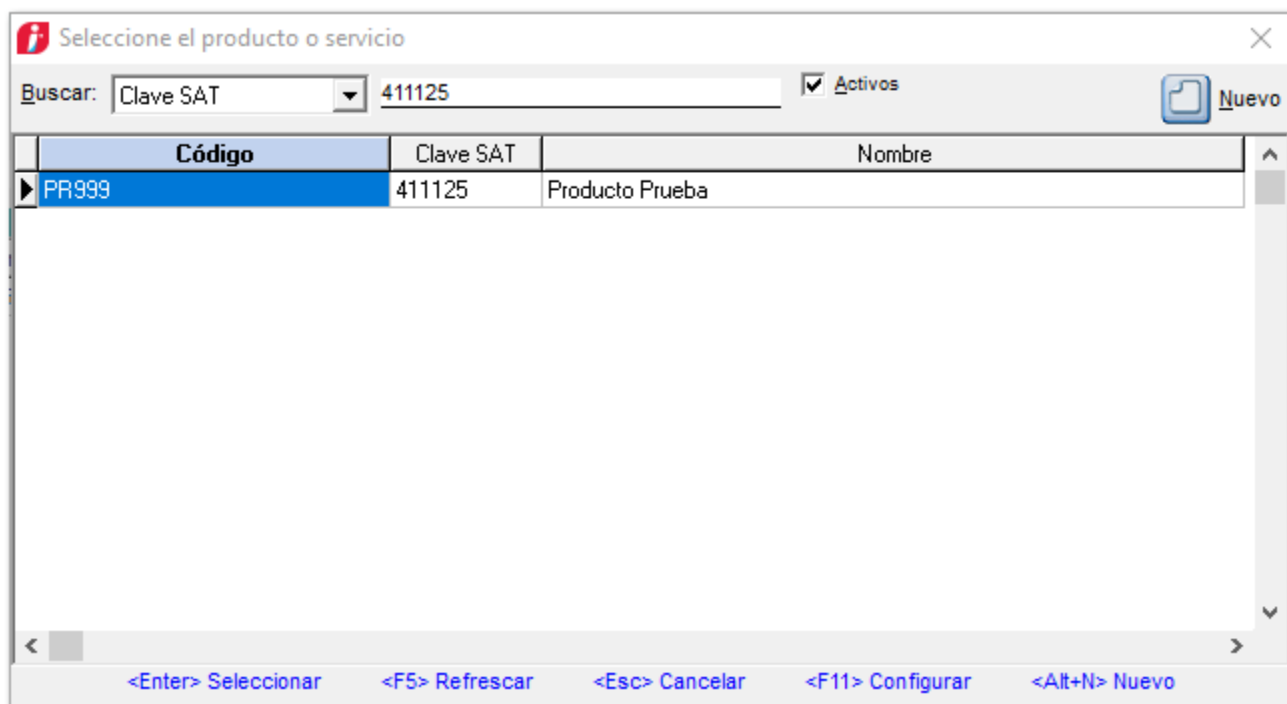 Seleccione el producto o servicio
Buscar: Clave SAT 411125 Activos Nuevo
Código Clave SAT Nombre
PR999 411125 Producto Prueba
<Enter> Seleccionar <F5> Refrescar <Esc> Cancelar <F11> Configurar <Alt+N> Nuevo